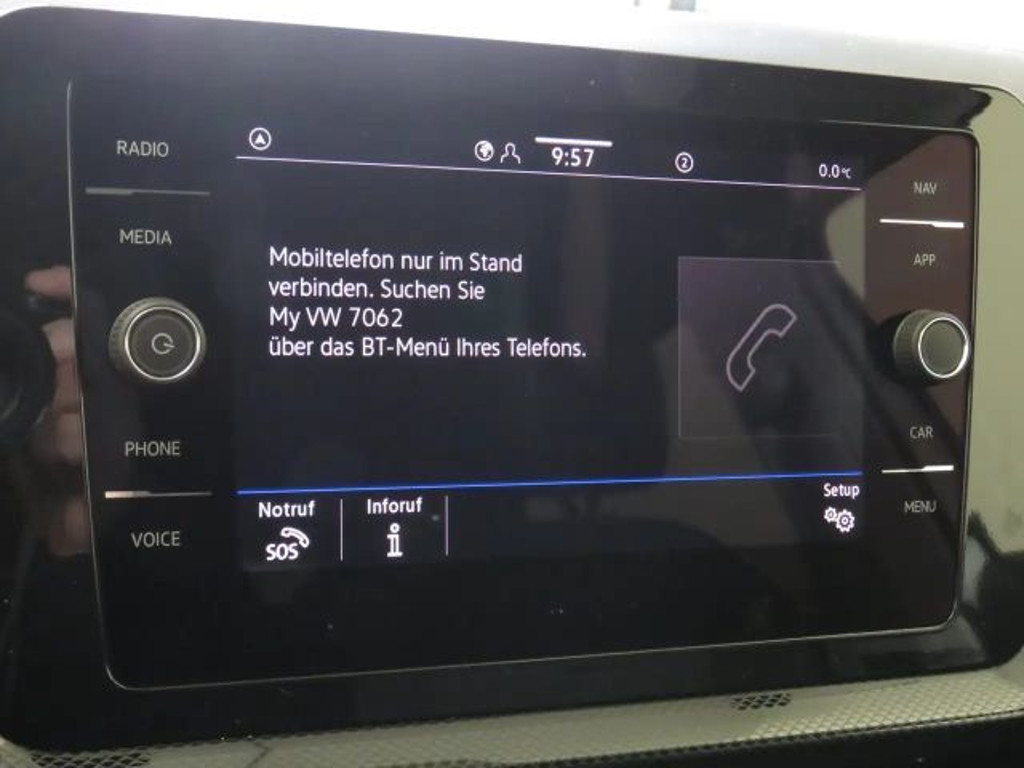 RADIO
MEDIA
PHONE
VOICE
9:57
2
0.0°C
Mobiltelefon nur im Stand
verbinden. Suchen Sie
My VW 7062
über das BT-Menü Ihres Telefons.
Notruf
SOS
Inforuf
i
Setup
NAV
APP
CAR
MENU